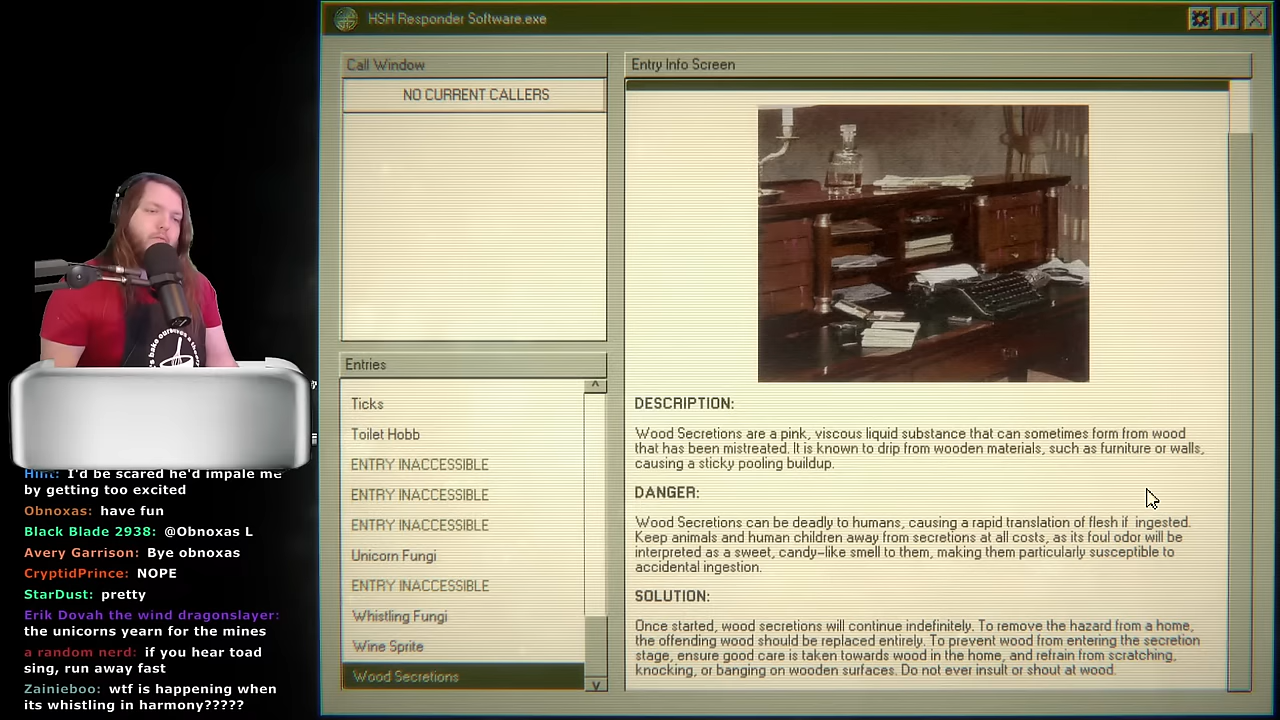 HSH Responder Software.exe
Call Window
NO CURRENT CALLERS
Entries
Ticks
Toilet Hobb
ENTRY INACCESSIBLE
ENTRY INACCESSIBLE
ENTRY INACCESSIBLE
Unicorn Fungi
ENTRY INACCESSIBLE
Whistling Fungi
Wine Sprite
Wood Secretions
Entry Info Screen
DESCRIPTION:
Wood Secretions are a pink, viscous liquid substance that can sometimes form from wood
that has been mistreated. It is known to drip from wooden materials, such as furniture or walls,
causing a sticky pooling buildup.
DANGER:
Wood Secretions can be deadly to humans, causing a rapid translation of flesh if ingested.
Keep animals and human children away from secretions at all costs, as its foul odor will be
interpreted as a sweet, candy-like smell to them, making them particularly susceptible to
accidental ingestion.
SOLUTION:
Once started, wood secretions will continue indefinitely. To remove the hazard from a home,
the offending wood should be replaced entirely. To prevent wood from entering the secretion
stage, ensure good care is taken towards wood in the home, and refrain from scratching,
knocking, or banging on wooden surfaces. Do not ever insult or shout at wood.
I'd be scared he'd impale me
by getting too excited
Obnoxas: have fun
Black Blade 2938: @Obnoxas L
Avery Garrison: Bye obnoxas
CryptidPrince: NOPE
StarDust: pretty
Erik Dovah the wind dragonslayer:
the unicorns yearn for the mines
a random nerd: if you hear toad
sing, run away fast
Zainieboo: wtf is happening when
its whistling in harmony?????